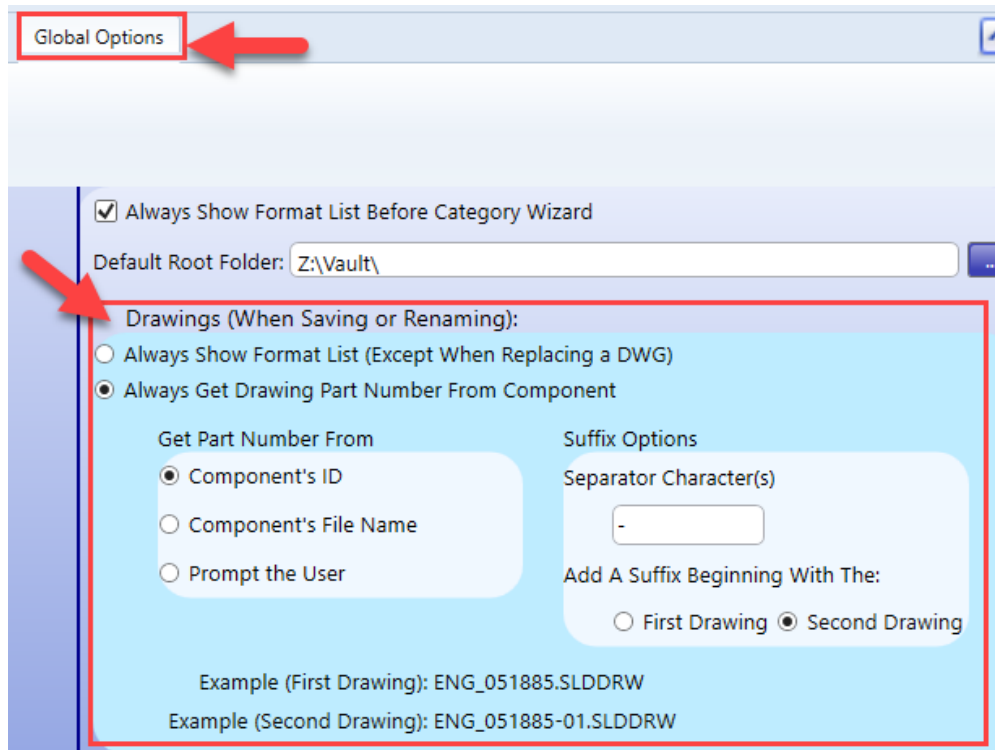 Global Options
Always Show Format List Before Category Wizard
Default Root Folder: Z:\Vault\ ...
Drawings (When Saving or Renaming):
Always Show Format List (Except When Replacing a DWG)
Always Get Drawing Part Number From Component
Get Part Number From
Component's ID
Component's File Name
Prompt the User
Suffix Options
Separator Character(s)
-
Add A Suffix Beginning With The:
First Drawing Second Drawing
Example (First Drawing): ENG_051885.SLDDRW
Example (Second Drawing): ENG_051885-01.SLDDRW